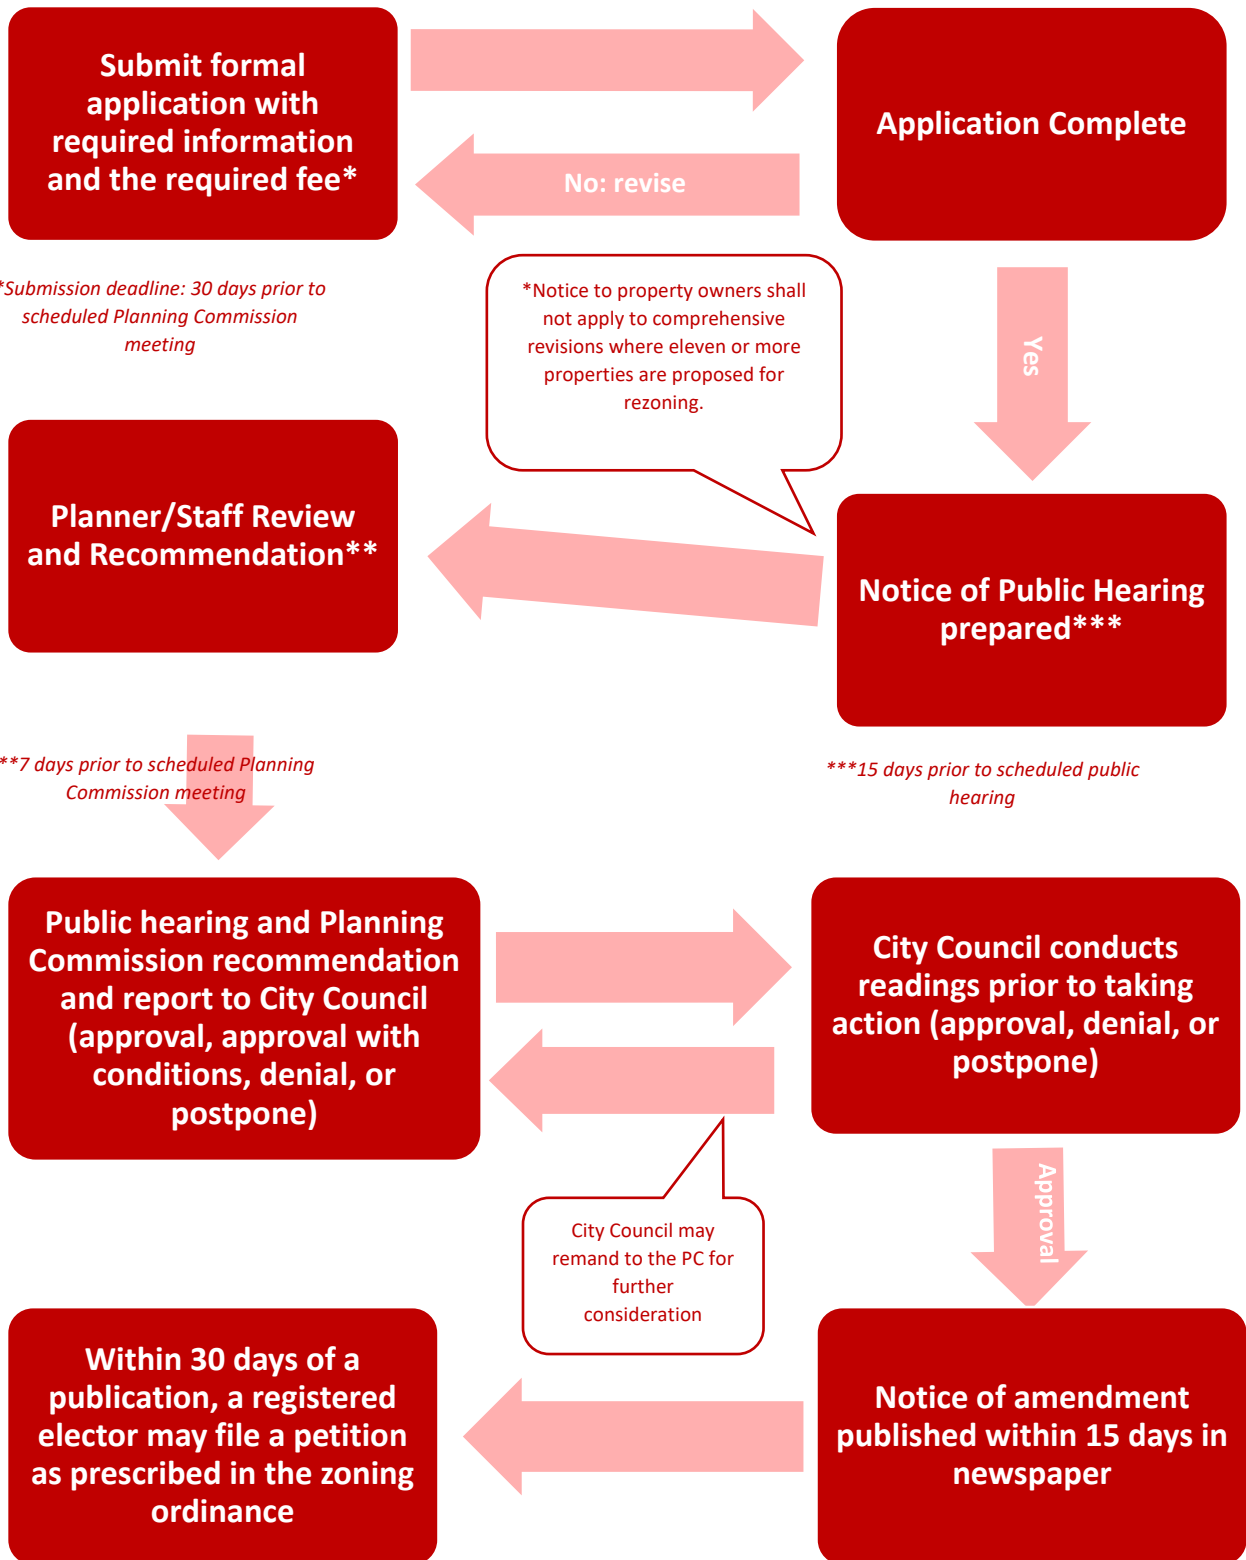 Submit formal
application with
required information
and the required fee*
Application Complete
No: revise
*Submission deadline: 30 days prior to
scheduled Planning Commission
meeting
*Notice to property owners shall
not apply to comprehensive
revisions where eleven or more
properties are proposed for
rezoning.
Yes
Planner/Staff Review
and Recommendation**
Notice of Public Hearing
prepared***
**7 days prior to scheduled Planning
Commission meeting
***15 days prior to scheduled public
hearing
Public hearing and Planning
Commission recommendation
and report to City Council
(approval, approval with
conditions, denial, or
postpone)
City Council conducts
readings prior to taking
action (approval, denial, or
postpone)
Approval
City Council may
remand to the PC for
further
consideration
Within 30 days of a
publication, a registered
elector may file a petition
as prescribed in the zoning
ordinance
Notice of amendment
published within 15 days in
newspaper